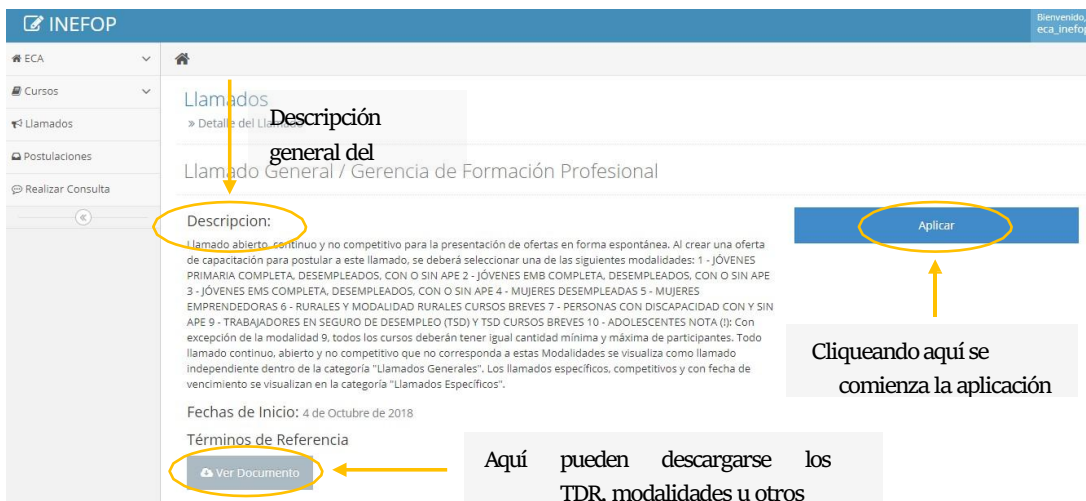 INEFOP
Bienvenido,
eca_inefop
ECA
Cursos
Llamados
Postulaciones
Realizar Consulta
Llamados
» Detalle del Llamado
Descripción
general del
Llamado General / Gerencia de Formación Profesional
Descripcion:
Llamado abierto, continuo y no competitivo para la presentación de ofertas en forma espontánea. Al crear una oferta
de capacitación para postular a este llamado, se deberá
seleccionar una de las siguientes modalidades: 1 - JÓVENES
PRIMARIA COMPLETA, DESEMPLEADOS, CON O SIN APE 2 - JÓVENES EMB COMPLETA, DESEMPLEADOS, CON O SIN APE
3 - JÓVENES EMS COMPLETA, DESEMPLEADOS, CON O SIN APE 4 - MUJERES DESEMPLEADAS 5 - MUJERES
EMPRENDEDORAS 6 - RURALES Y MODALIDAD RURALES CURSOS BREVES 7 - PERSONAS CON DISCAPACIDAD CON Y SIN
APE 9 - TRABAJADORES EN SEGURO DE DESEMPLEO (TSD) Y TSD CURSOS BREVES 10 - ADOLESCENTES NOTA (!): Con
excepción de la modalidad 9, todos los cursos deberán tener igual cantidad mínima y máxima de participantes. Todo
llamado continuo, abierto y no competitivo que no corresponda a estas Modalidades se visualiza como llamado
independiente dentro de la categoría "Llamados Generales". Los llamados específicos, competitivos y con fecha de
vencimiento se visualizan en la categoría "Llamados Específicos".
Aplicar
Cliqueando aquí se
comienza la aplicación
Fechas de Inicio: 4 de Octubre de 2018
Términos de Referencia
Ver Documento
Aquí pueden descargarse los
TDR, modalidades u otros